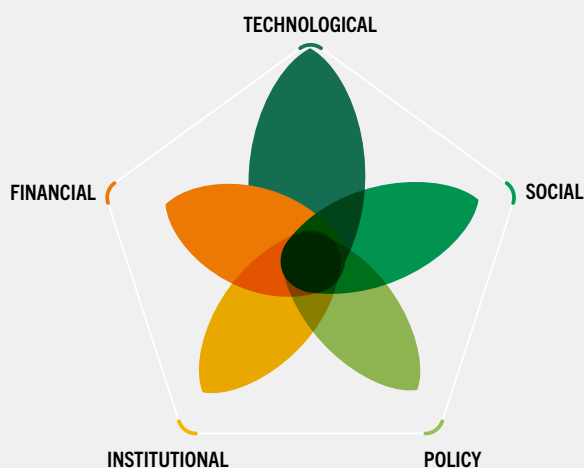 TECHNOLOGICAL
FINANCIAL
SOCIAL
INSTITUTIONAL
POLICY